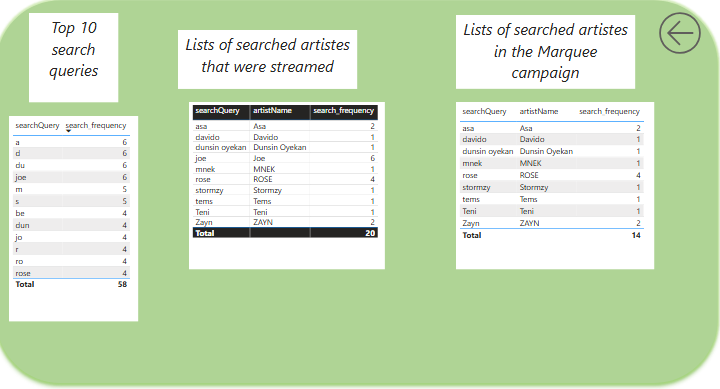 Top 10
search
queries
searchQuery search_frequency
a 6
d 6
du 6
joe 6
m 5
s 5
be 4
dun 4
jo 4
r 4
ro 4
rose 4
Total 58
Lists of searched artistes
that were streamed
searchQuery artistName search_frequency
asa Asa 2
davido Davido 1
dunsin oyekan Dunsin Oyekan 1
joe Joe 6
mnek MNEK 1
rose ROSE 4
stormzy Stormzy 1
tems Tems 1
Teni Teni 1
Zayn ZAYN 2
Total 20
Lists of searched artistes
in the Marquee
campaign
searchQuery artistName search_frequency
asa Asa 2
davido Davido 1
dunsin oyekan Dunsin Oyekan 1
mnek MNEK 1
rose ROSE 4
stormzy Stormzy 1
tems Tems 1
Teni Teni 1
Zayn ZAYN 2
Total 14